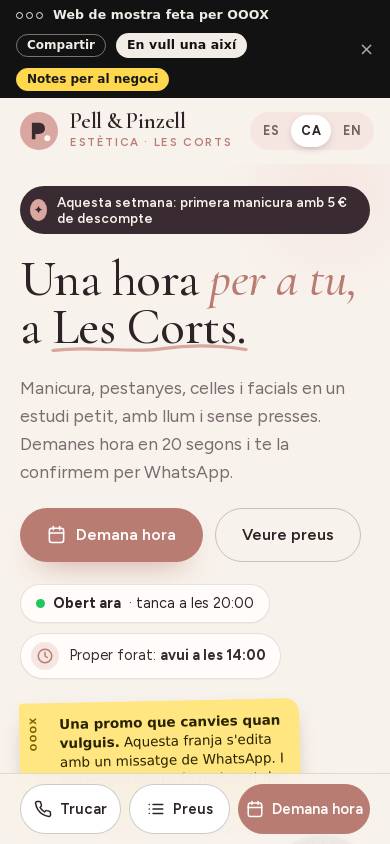 Web de mostra feta per OOOX
Compartir
En vull una així
Notes per al negoci
Pell & Pinzell
ESTÈTICA · LES CORTS
ES CA EN
Aquesta setmana: primera manicura amb 5 €
de descompte
Una hora per a tu,
a Les Corts.
Manicura, pestanyes, celles i facials en un
estudi petit, amb llum i sense presses.
Demanes hora en 20 segons i te la
confirmem per WhatsApp.
Demana hora
Veure preus
Obert ara · tanca a les 20:00
Proper forat: avui a les 14:00
OOOX
Una promo que canvies quan
vulguis. Aquesta franja s'edita
amb un missatge de WhatsApp. I
Trucar
Preus
Demana hora